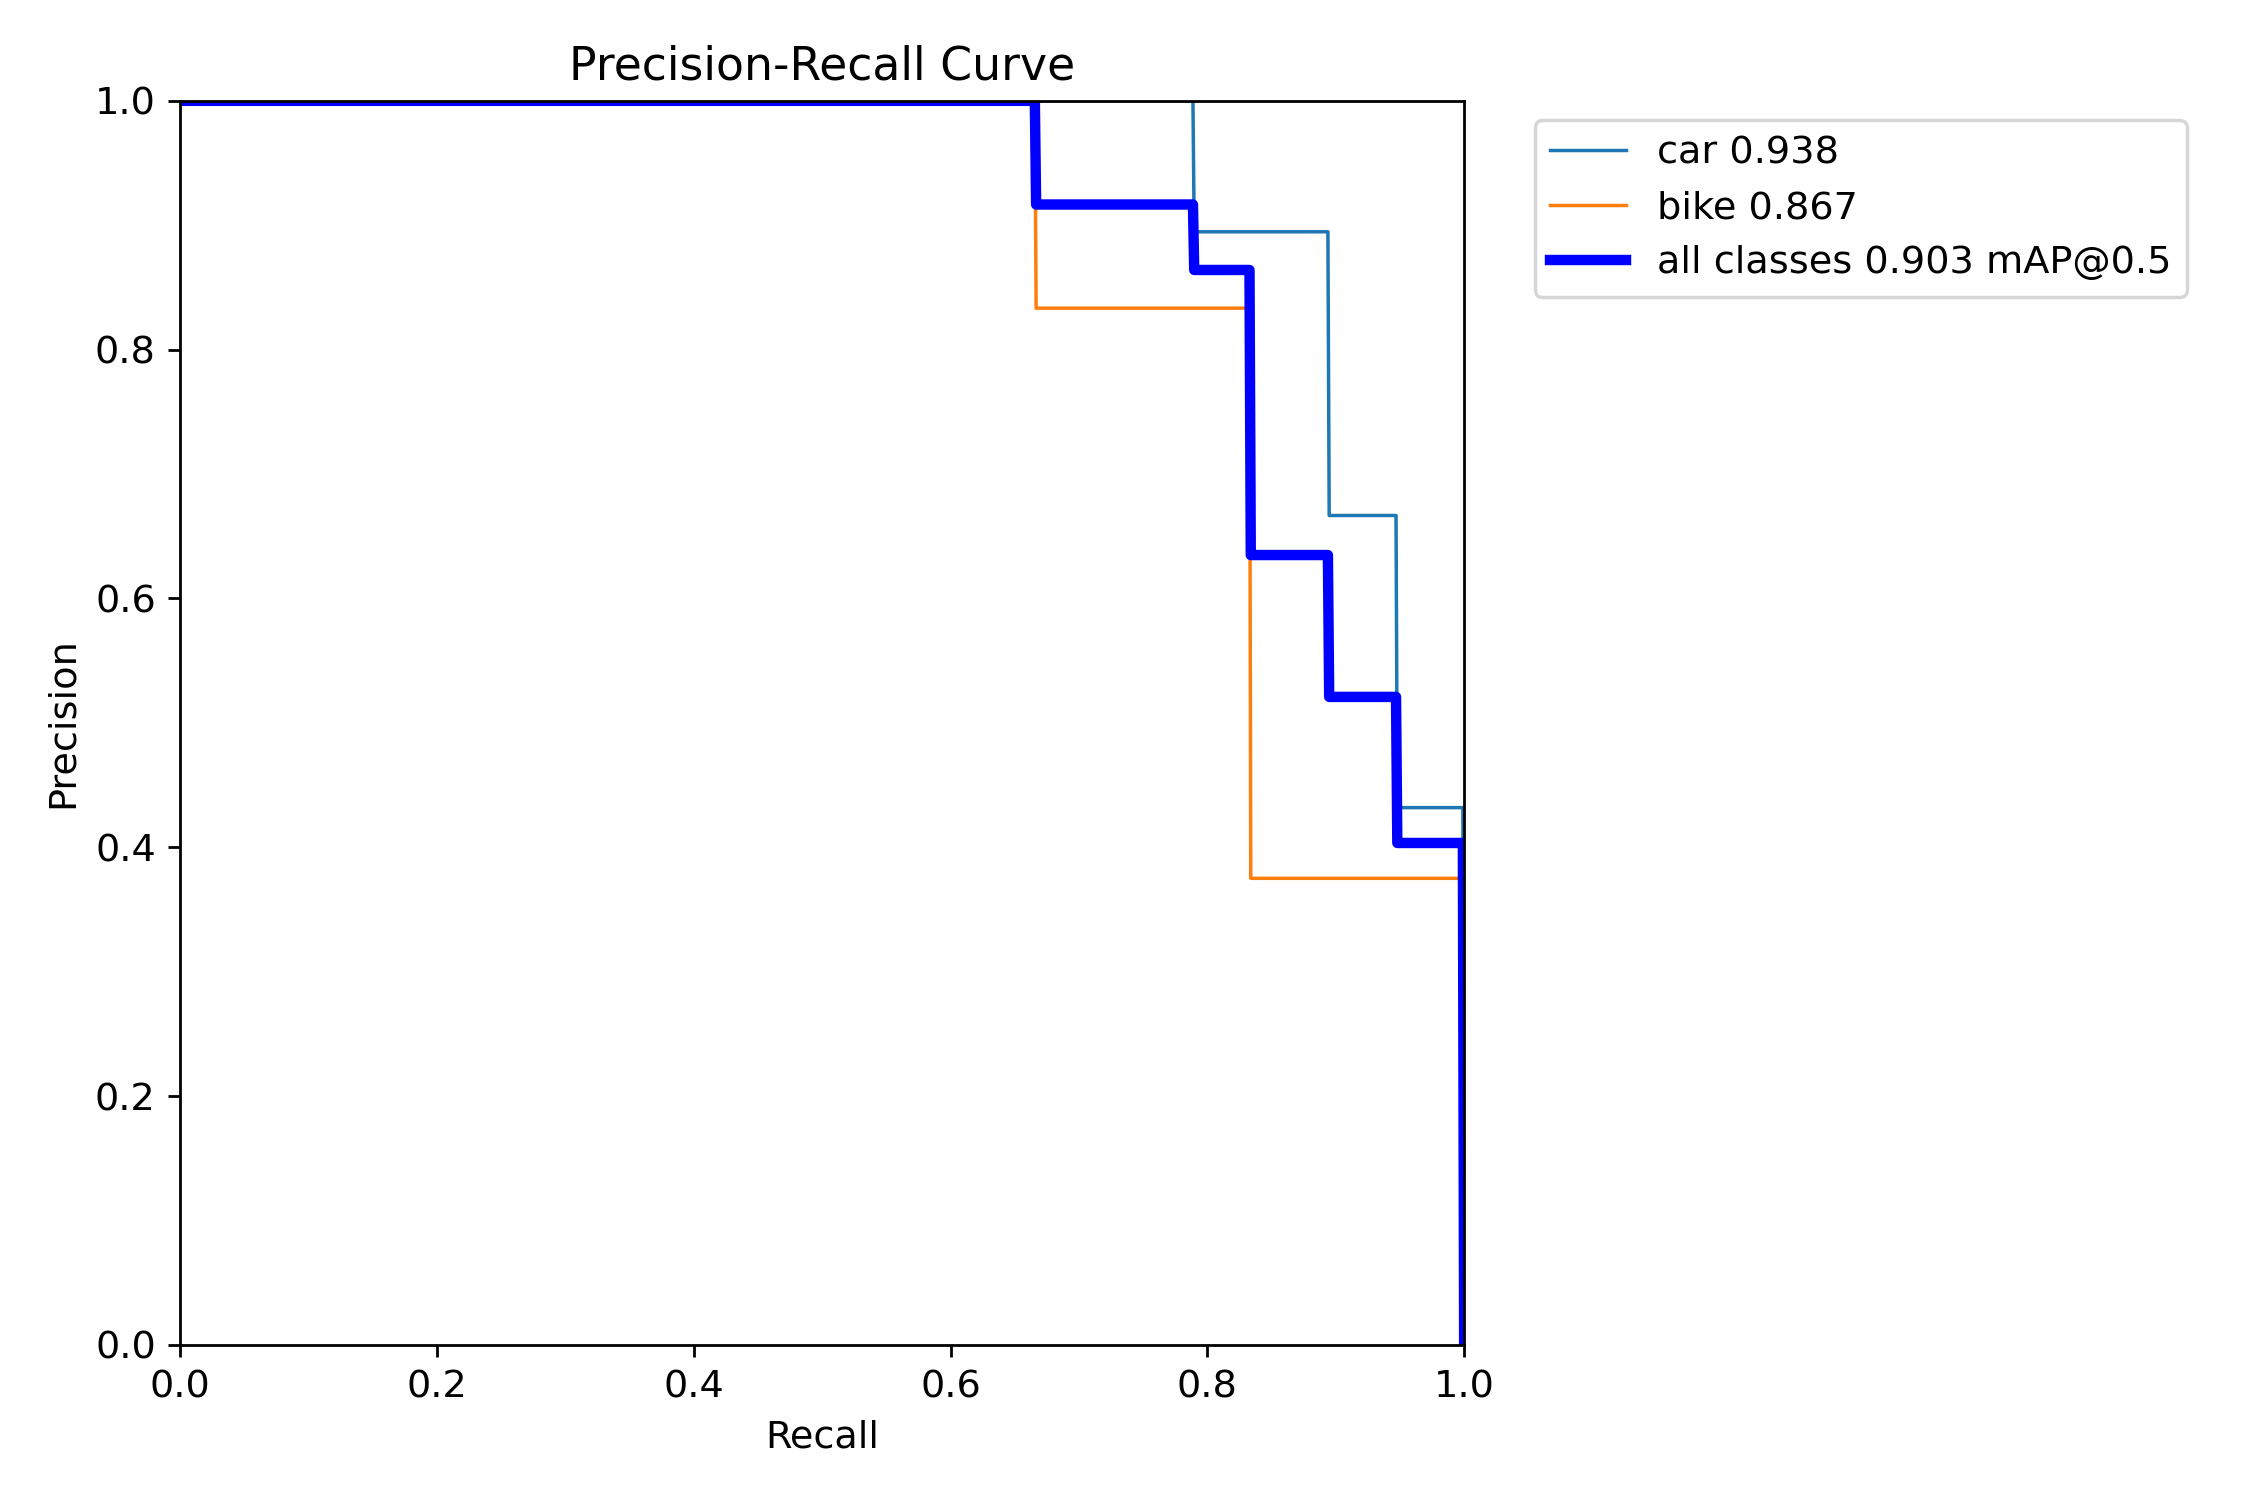 Precision-Recall Curve
1.0
0.8
0.6
0.4
0.2
0.0
Precision
0.0 0.2 0.4 0.6 0.8 1.0
Recall
car 0.938
bike 0.867
all classes 0.903 mAP@0.5